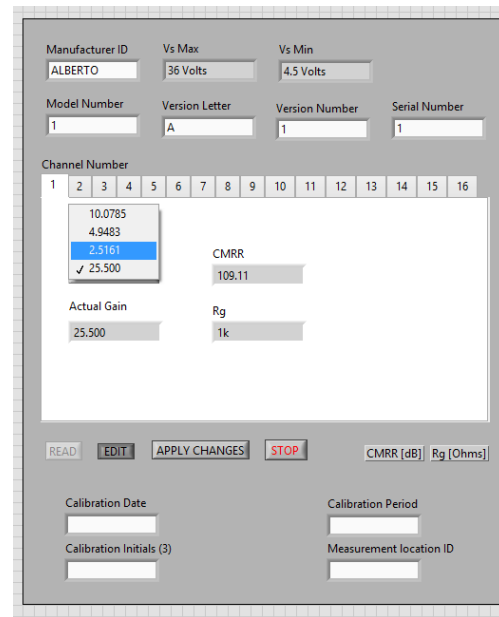 Manufacturer ID Vs Max Vs Min
ALBERTO 36 Volts 4.5 Volts
Model Number Version Letter Version Number Serial Number
1 A 1 1
Channel Number
1 2 3 4 5 6 7 8 9 10 11 12 13 14 15 16
10.0785
4.9483
2.5161
✓ 25.500
CMRR
109.11
Actual Gain Rg
25.500 1k
READ EDIT APPLY CHANGES STOP CMRR [dB] Rg [Ohms]
Calibration Date Calibration Period
Calibration Initials (3) Measurement location ID